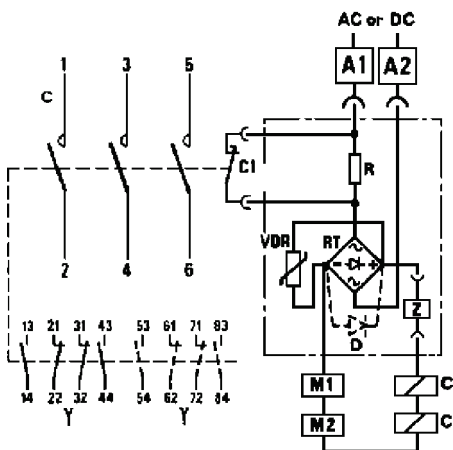 AC or DC
A1 A2
1 3 5
C
C1
R
VDR RT
2 4 6
D
Z
13 21 31 43 53 61 71 83
14 22 32 44 54 62 72 84
Y Y
M1 C
M2 C